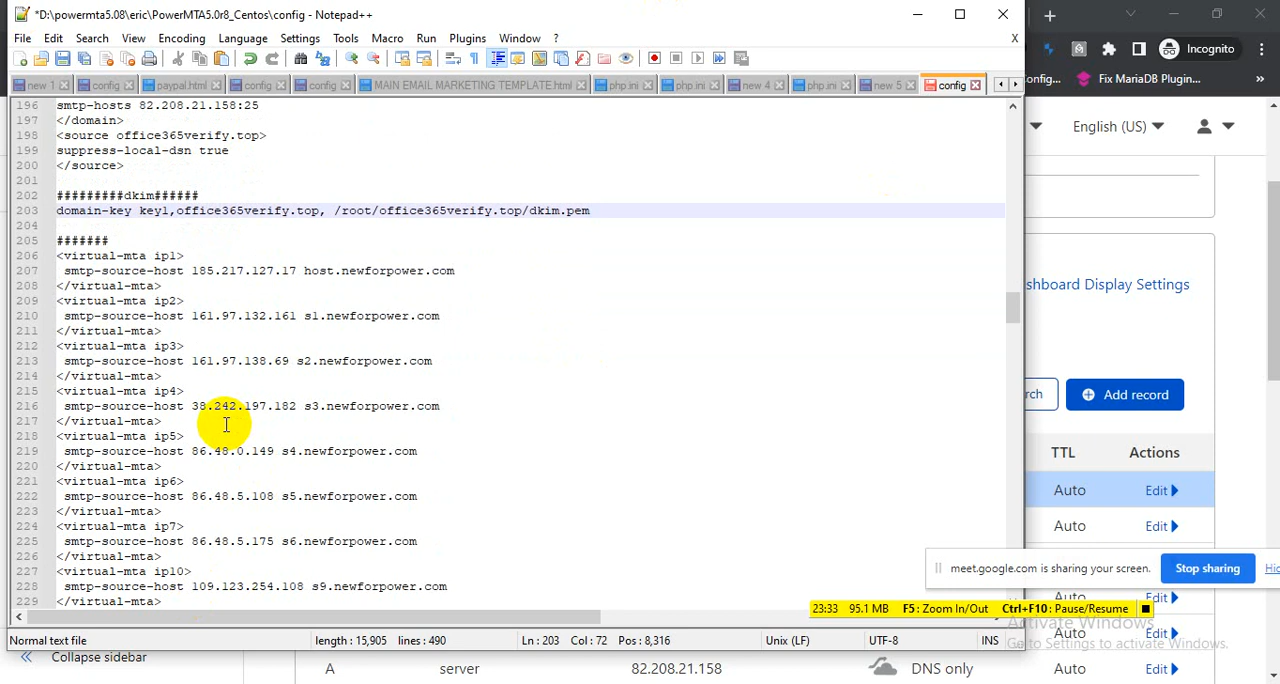 *D:\powermta5.08\eric\PowerMTA5.0r8_Centos\config - Notepad++
Incognito
File Edit Search View Encoding Language Settings Tools Macro Run Plugins Window ? X
onfig... Fix MariaDB Plugin... »
new 1 config paypal.html config config MAIN EMAIL MARKETING TEMPLATE.html php.ini php.ini new 4 php.ini new 5 config
English (US)
196 smtp-hosts 82.208.21.158:25
197 </domain>
198 <source office365verify.top>
199 suppress-local-dsn true
200 </source>
201
202 #########dkim######
203 domain-key key1,office365verify.top, /root/office365verify.top/dkim.pem
204
205 #######
206 <virtual-mta ip1>
207 smtp-source-host 185.217.127.17 host.newforpower.com
208 </virtual-mta>
209 <virtual-mta ip2>
210 smtp-source-host 161.97.132.161 s1.newforpower.com
211 </virtual-mta>
212 <virtual-mta ip3>
213 smtp-source-host 161.97.138.69 s2.newforpower.com
214 </virtual-mta>
215 <virtual-mta ip4>
216 smtp-source-host 38.242.197.182 s3.newforpower.com
217 </virtual-mta>
218 <virtual-mta ip5>
219 smtp-source-host 86.48.0.149 s4.newforpower.com
220 </virtual-mta>
221 <virtual-mta ip6>
222 smtp-source-host 86.48.5.108 s5.newforpower.com
223 </virtual-mta>
224 <virtual-mta ip7>
225 smtp-source-host 86.48.5.175 s6.newforpower.com
226 </virtual-mta>
227 <virtual-mta ip10>
228 smtp-source-host 109.123.254.108 s9.newforpower.com
229 </virtual-mta>
shboard Display Settings
rch Add record
TTL Actions
Auto Edit
Auto Edit
meet.google.com is sharing your screen. Stop sharing Hid
Auto Edit
23:33 95.1 MB F5: Zoom In/Out Ctrl+F10: Pause/Resume
Activate Windows
Auto Edit
Go to Settings to activate Windows.
Normal text file length : 15,905 lines : 490 Ln : 203 Col : 72 Pos : 8,316 Unix (LF) UTF-8 INS
Collapse sidebar
A server 82.208.21.158 DNS only Auto Edit